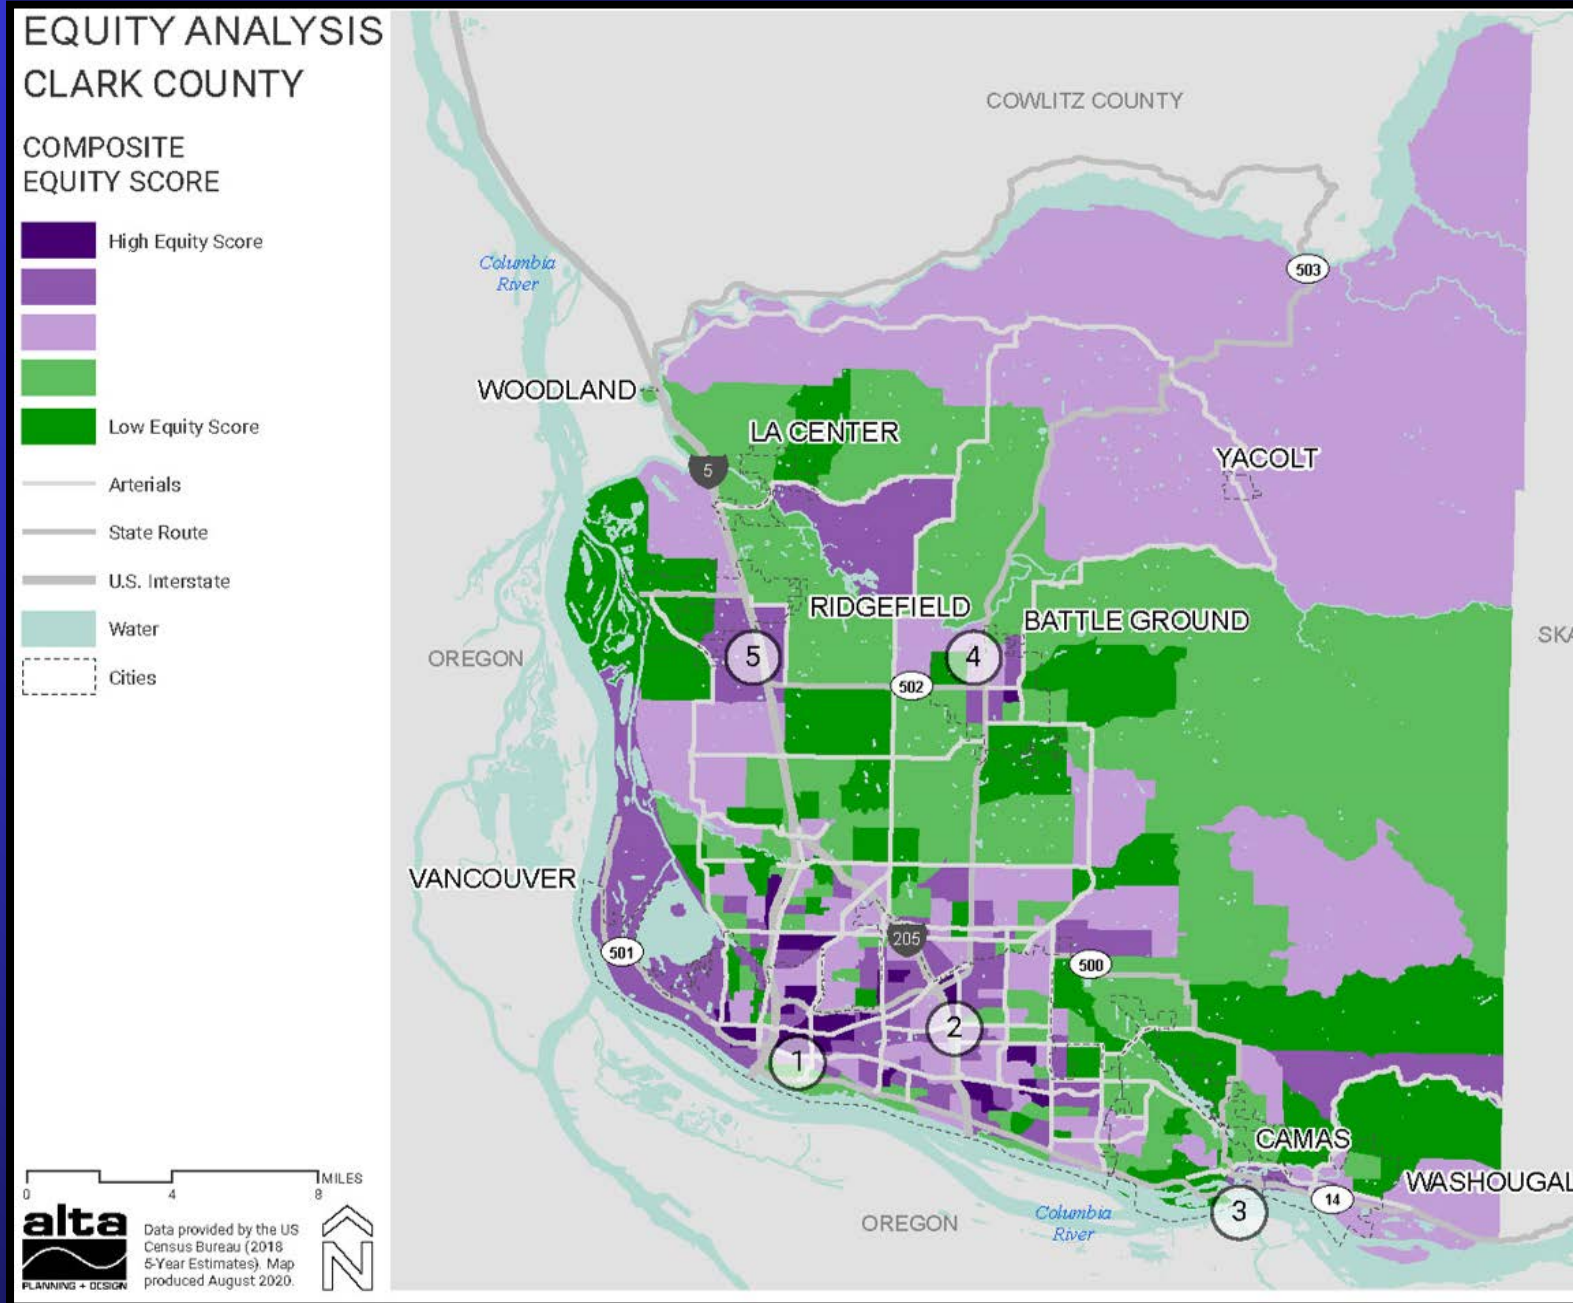 EQUITY ANALYSIS
CLARK COUNTY
COMPOSITE
EQUITY SCORE
High Equity Score
Low Equity Score
Arterials
State Route
U.S. Interstate
Water
Cities
0 4 8 MILES
alta
PLANNING + DESIGN
Data provided by the US
Census Bureau (2018
5-Year Estimates). Map
produced August 2020.
N
COWLITZ COUNTY
Columbia
River
503
WOODLAND
LA CENTER
5
YACOLT
RIDGEFIELD
BATTLE GROUND
SKA
OREGON
5
4
502
VANCOUVER
501
205
500
2
1
CAMAS
WASHOUGAL
14
3
OREGON
Columbia
River